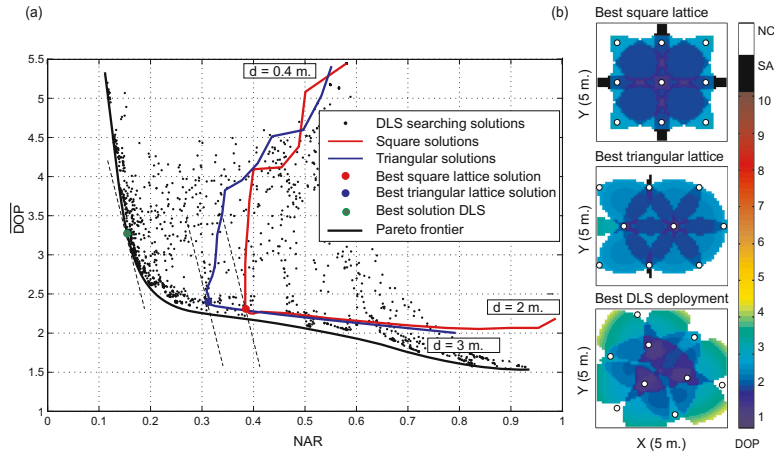 (a)
5.5
5
4.5
4
3.5
3
2.5
2
1.5
1
DOP
d = 0.4 m.
DLS searching solutions
Square solutions
Triangular solutions
Best square lattice solution
Best triangular lattice solution
Best solution DLS
Pareto frontier
d = 2 m.
d = 3 m.
0 0.1 0.2 0.3 0.4 0.5 0.6 0.7 0.8 0.9 1
NAR
(b)
Best square lattice
Y (5 m.)
Best triangular lattice
Y (5 m.)
Best DLS deployment
Y (5 m.)
X (5 m.)
NC
SA
10
9
8
7
6
5
4
3
2
1
DOP